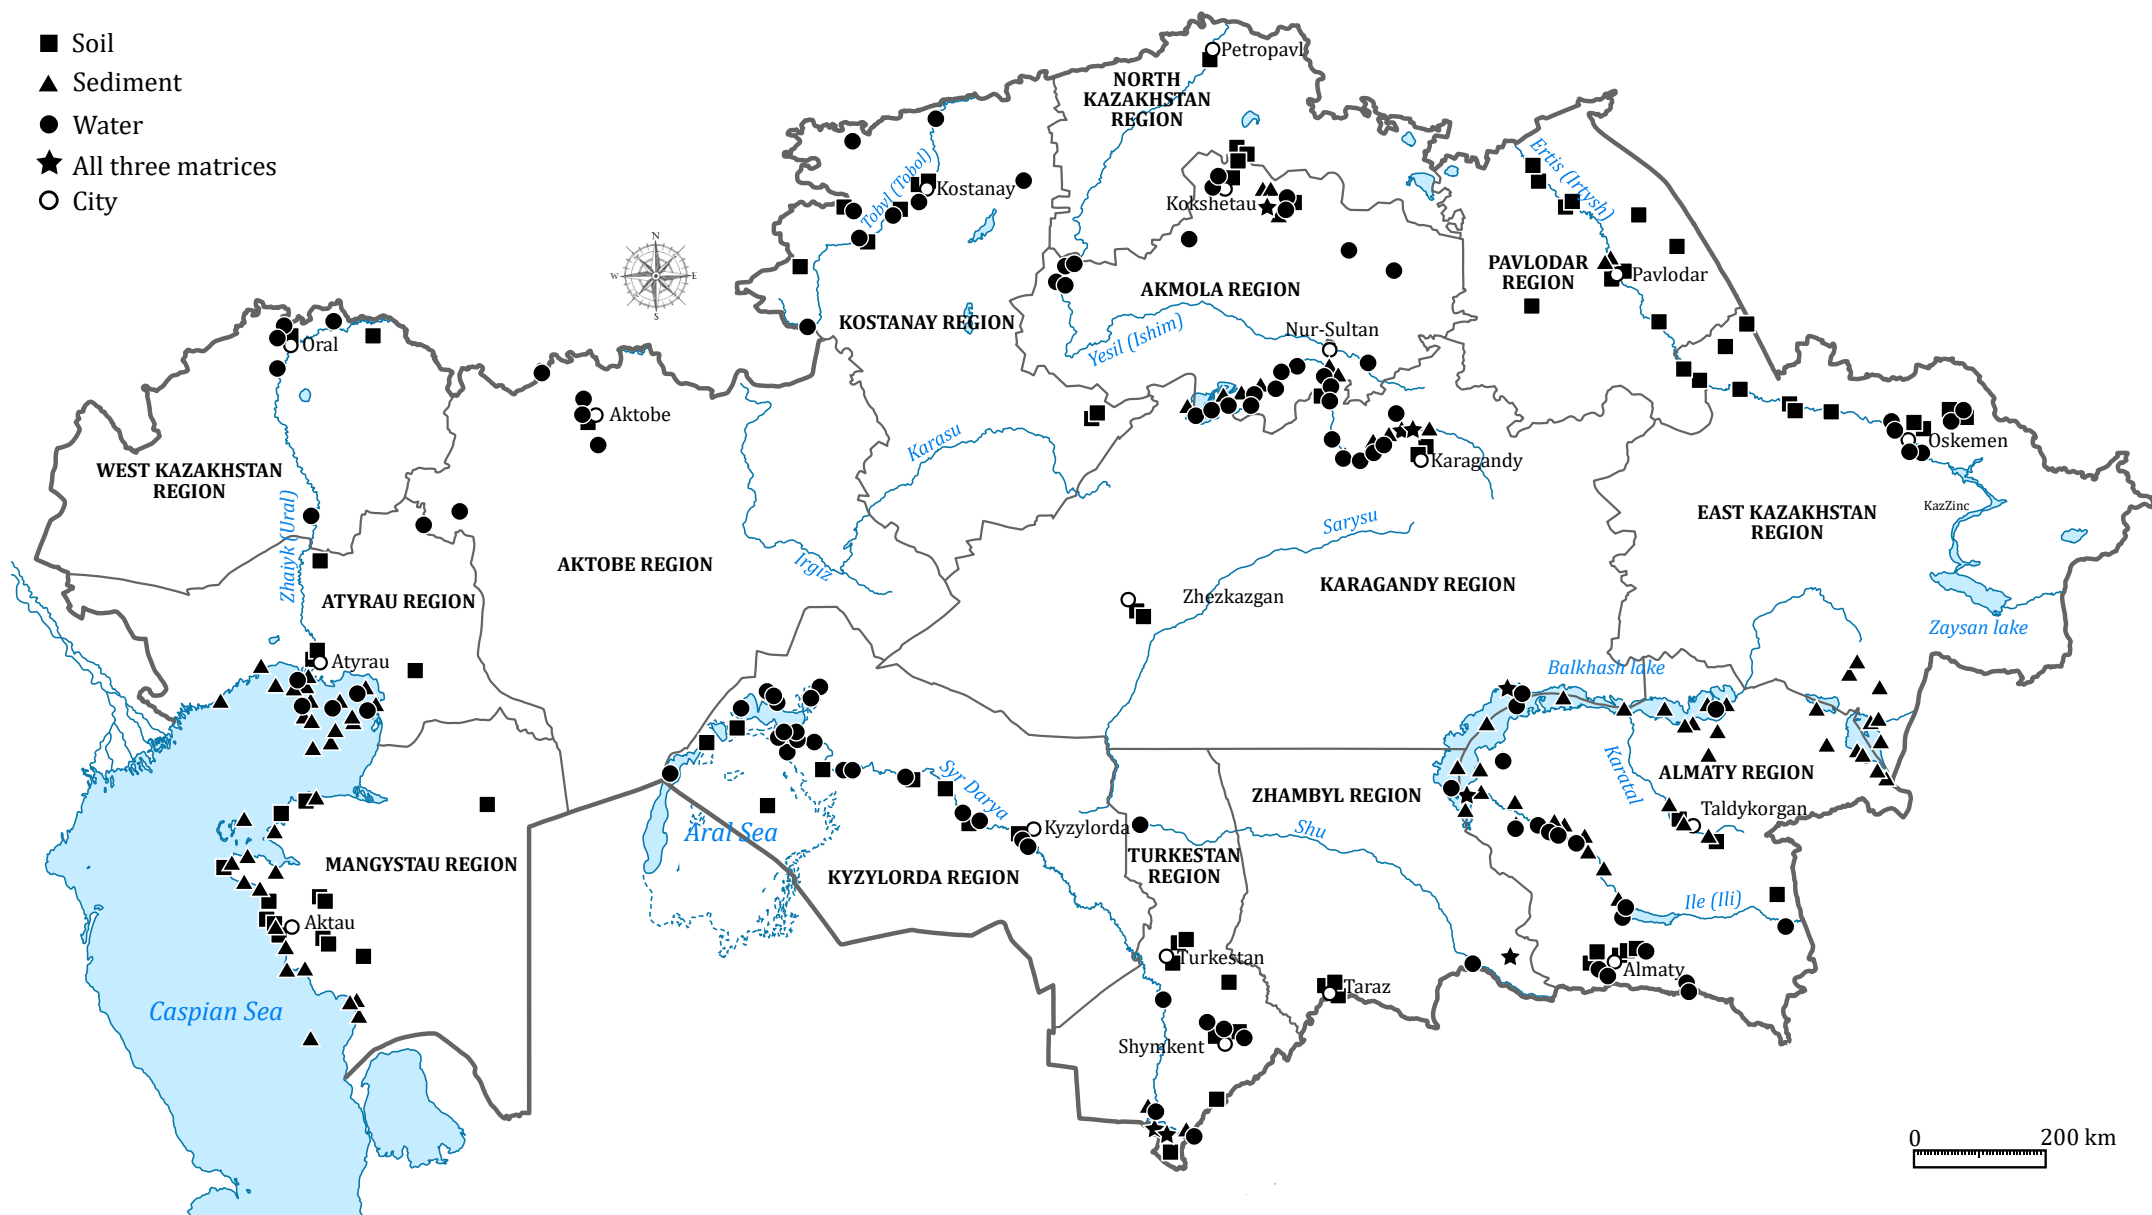 Soil
Sediment
Water
All three matrices
City
N
W
E
S
Petropavl
NORTH
KAZAKHSTAN
REGION
Tobyl (Tobol)
Kostanay
Kokshetau
Ertis (Irtysh)
PAVLODAR
REGION
Pavlodar
AKMOLA REGION
KOSTANAY REGION
Yesil (Ishim)
Nur-Sultan
Oral
Aktobe
Karasu
Karagandy
Oskemen
WEST KAZAKHSTAN
REGION
Zhaiyk (Ural)
KazZinc
EAST KAZAKHSTAN
REGION
Sarysu
AKTOBE REGION
Irgiz
KARAGANDY REGION
ATYRAU REGION
Zhezkazgan
Zaysan lake
Atyrau
Balkhash lake
Karatal
ALMATY REGION
Syr Darya
ZHAMBYL REGION
Taldykorgan
Aral Sea
Kyzylorda
Shu
TURKESTAN
REGION
MANGYSTAU REGION
KYZYLORDA REGION
Ile (Ili)
Aktau
Turkestan
Almaty
Taraz
Caspian Sea
Shymkent
0
200 km